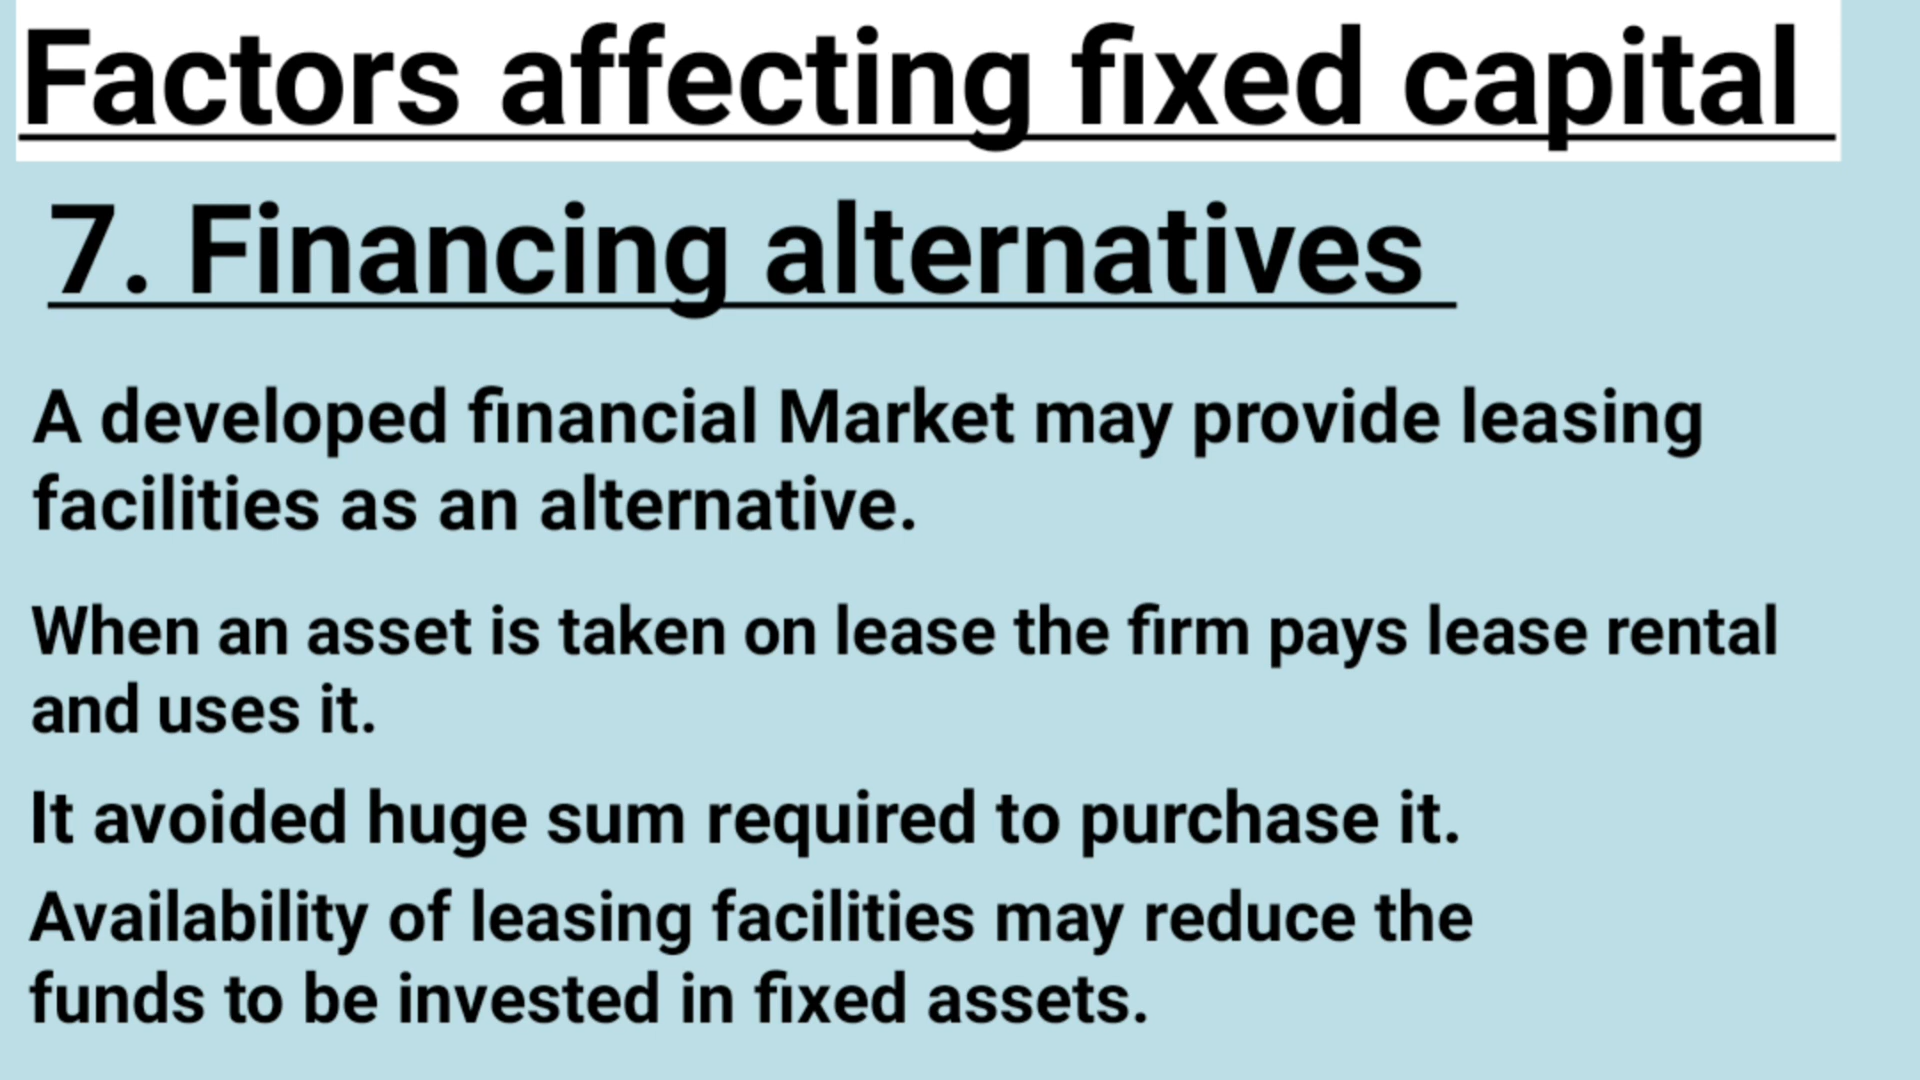 Factors affecting fixed capital
7. Financing alternatives
A developed financial Market may provide leasing
facilities as an alternative.
When an asset is taken on lease the firm pays lease rental
and uses it.
It avoided huge sum required to purchase it.
Availability of leasing facilities may reduce the
funds to be invested in fixed assets.